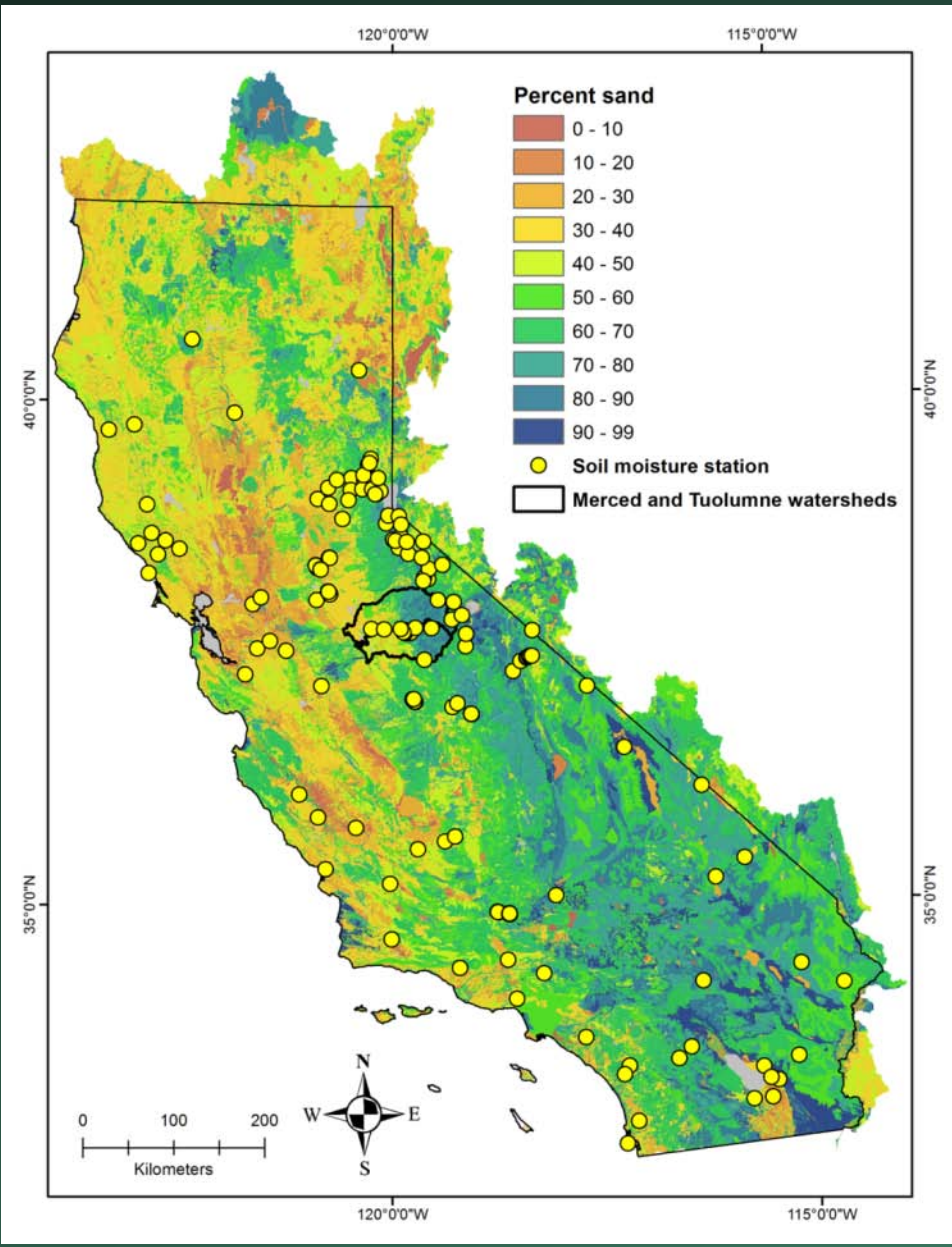 120°0'0"W
115°0'0"W
Percent sand
0 - 10
10 - 20
20 - 30
30 - 40
40 - 50
50 - 60
60 - 70
70 - 80
80 - 90
90 - 99
Soil moisture station
Merced and Tuolumne watersheds
40°0'0"N
40°0'0"N
35°0'0"N
35°0'0"N
N
W
E
S
0
100
200
Kilometers
120°0'0"W
115°0'0"W